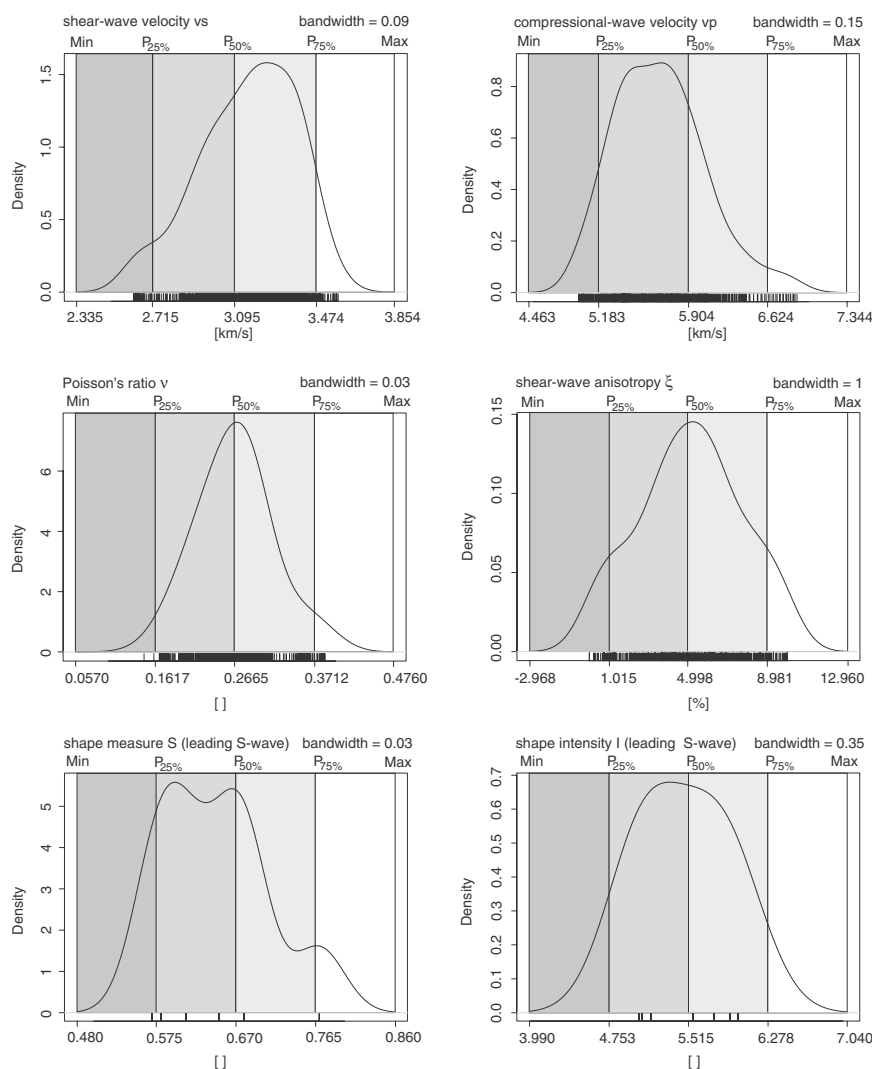 shear-wave velocity vs bandwidth = 0.09
Min P25% P50% P75% Max
Density
0.0 0.5 1.0 1.5
2.335 2.715 3.095 3.474 3.854
[km/s]
compressional-wave velocity vp bandwidth = 0.15
Min P25% P50% P75% Max
Density
0.0 0.2 0.4 0.6 0.8
4.463 5.183 5.904 6.624 7.344
[km/s]
Poisson's ratio ν bandwidth = 0.03
Min P25% P50% P75% Max
Density
0 2 4 6
0.0570 0.1617 0.2665 0.3712 0.4760
[ ]
shear-wave anisotropy ξ bandwidth = 1
Min P25% P50% P75% Max
Density
0.00 0.05 0.10 0.15
-2.968 1.015 4.998 8.981 12.960
[%]
shape measure S (leading S-wave) bandwidth = 0.03
Min P25% P50% P75% Max
Density
0 1 2 3 4 5
0.480 0.575 0.670 0.765 0.860
[ ]
shape intensity I (leading S-wave) bandwidth = 0.35
Min P25% P50% P75% Max
Density
0.0 0.1 0.2 0.3 0.4 0.5 0.6 0.7
3.990 4.753 5.515 6.278 7.040
[ ]